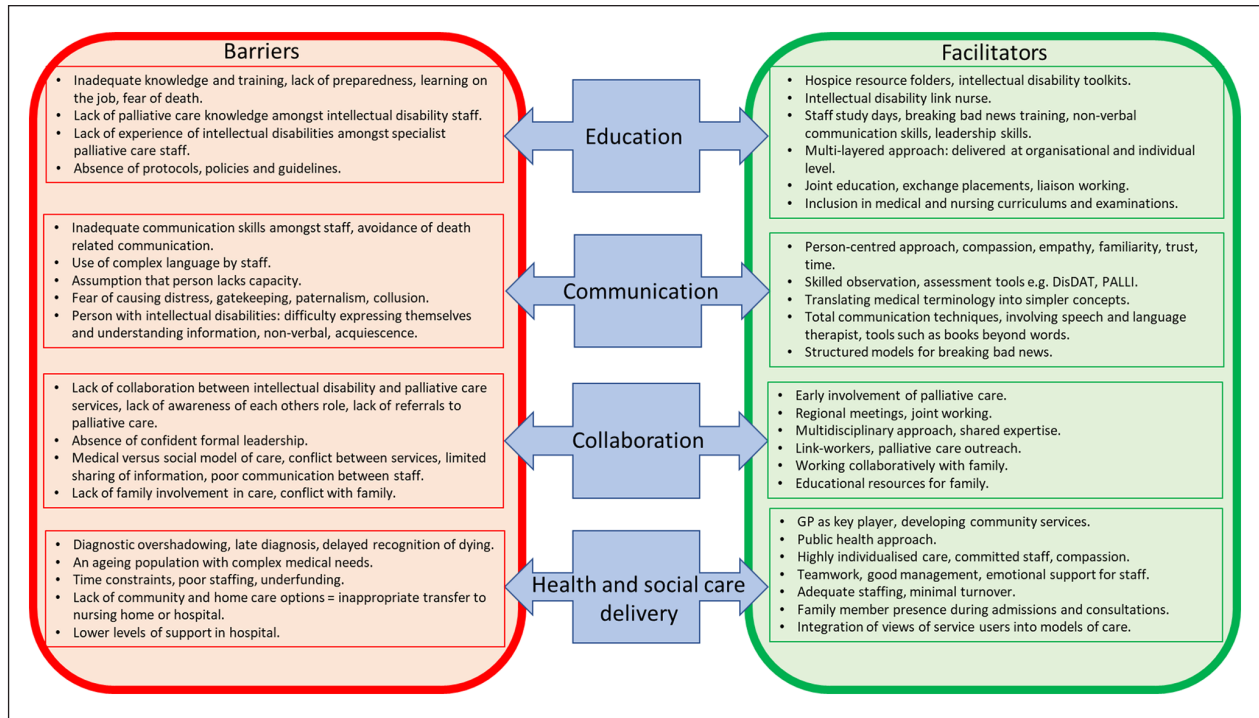 Barriers
• Inadequate knowledge and training, lack of preparedness, learning on
the job, fear of death.
• Lack of palliative care knowledge amongst intellectual disability staff.
• Lack of experience of intellectual disabilities amongst specialist
palliative care staff.
• Absence of protocols, policies and guidelines.
• Inadequate communication skills amongst staff, avoidance of death
related communication.
• Use of complex language by staff.
• Assumption that person lacks capacity.
• Fear of causing distress, gatekeeping, paternalism, collusion.
• Person with intellectual disabilities: difficulty expressing themselves
and understanding information, non-verbal, acquiescence.
• Lack of collaboration between intellectual disability and palliative care
services, lack of awareness of each others role, lack of referrals to
palliative care.
• Absence of confident formal leadership.
• Medical versus social model of care, conflict between services, limited
sharing of information, poor communication between staff.
• Lack of family involvement in care, conflict with family.
• Diagnostic overshadowing, late diagnosis, delayed recognition of dying.
• An ageing population with complex medical needs.
• Time constraints, poor staffing, underfunding.
• Lack of community and home care options = inappropriate transfer to
nursing home or hospital.
• Lower levels of support in hospital.
Education
Communication
Collaboration
Health and social care
delivery
Facilitators
• Hospice resource folders, intellectual disability toolkits.
• Intellectual disability link nurse.
• Staff study days, breaking bad news training, non-verbal
communication skills, leadership skills.
• Multi-layered approach: delivered at organisational and individual
level.
• Joint education, exchange placements, liaison working.
• Inclusion in medical and nursing curriculums and examinations.
• Person-centred approach, compassion, empathy, familiarity, trust,
time.
• Skilled observation, assessment tools e.g. DisDAT, PALLI.
• Translating medical terminology into simpler concepts.
• Total communication techniques, involving speech and language
therapist, tools such as books beyond words.
• Structured models for breaking bad news.
• Early involvement of palliative care.
• Regional meetings, joint working.
• Multidisciplinary approach, shared expertise.
• Link-workers, palliative care outreach.
• Working collaboratively with family.
• Educational resources for family.
• GP as key player, developing community services.
• Public health approach.
• Highly individualised care, committed staff, compassion.
• Teamwork, good management, emotional support for staff.
• Adequate staffing, minimal turnover.
• Family member presence during admissions and consultations.
• Integration of views of service users into models of care.